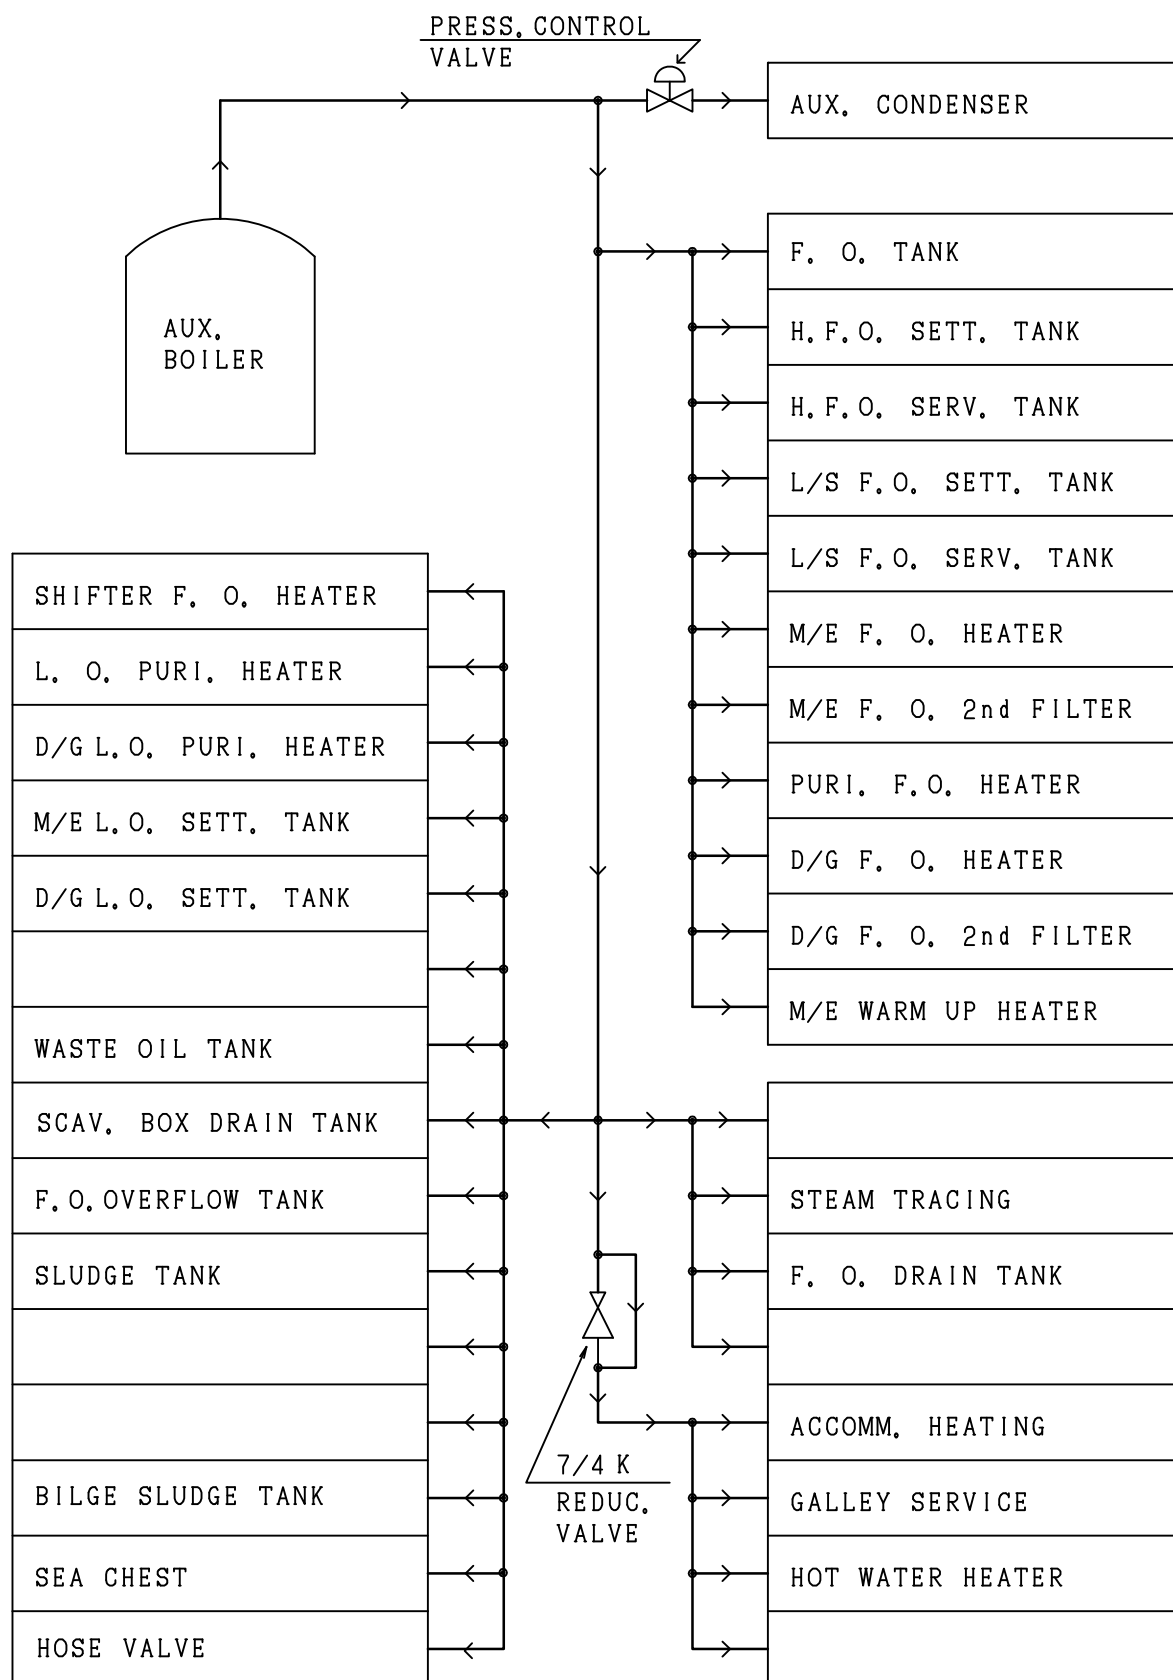 PRESS. CONTROL
VALVE
AUX. CONDENSER
AUX.
BOILER
F. O. TANK
H.F.O. SETT. TANK
H.F.O. SERV. TANK
L/S F.O. SETT. TANK
L/S F.O. SERV. TANK
M/E F. O. HEATER
M/E F. O. 2nd FILTER
PURI. F.O. HEATER
D/G F. O. HEATER
D/G F. O. 2nd FILTER
M/E WARM UP HEATER
SHIFTER F. O. HEATER
L. O. PURI. HEATER
D/G L.O. PURI. HEATER
M/E L.O. SETT. TANK
D/G L.O. SETT. TANK
WASTE OIL TANK
SCAV. BOX DRAIN TANK
F.O.OVERFLOW TANK
SLUDGE TANK
BILGE SLUDGE TANK
SEA CHEST
HOSE VALVE
STEAM TRACING
F. O. DRAIN TANK
7/4 K
REDUC.
VALVE
ACCOMM. HEATING
GALLEY SERVICE
HOT WATER HEATER